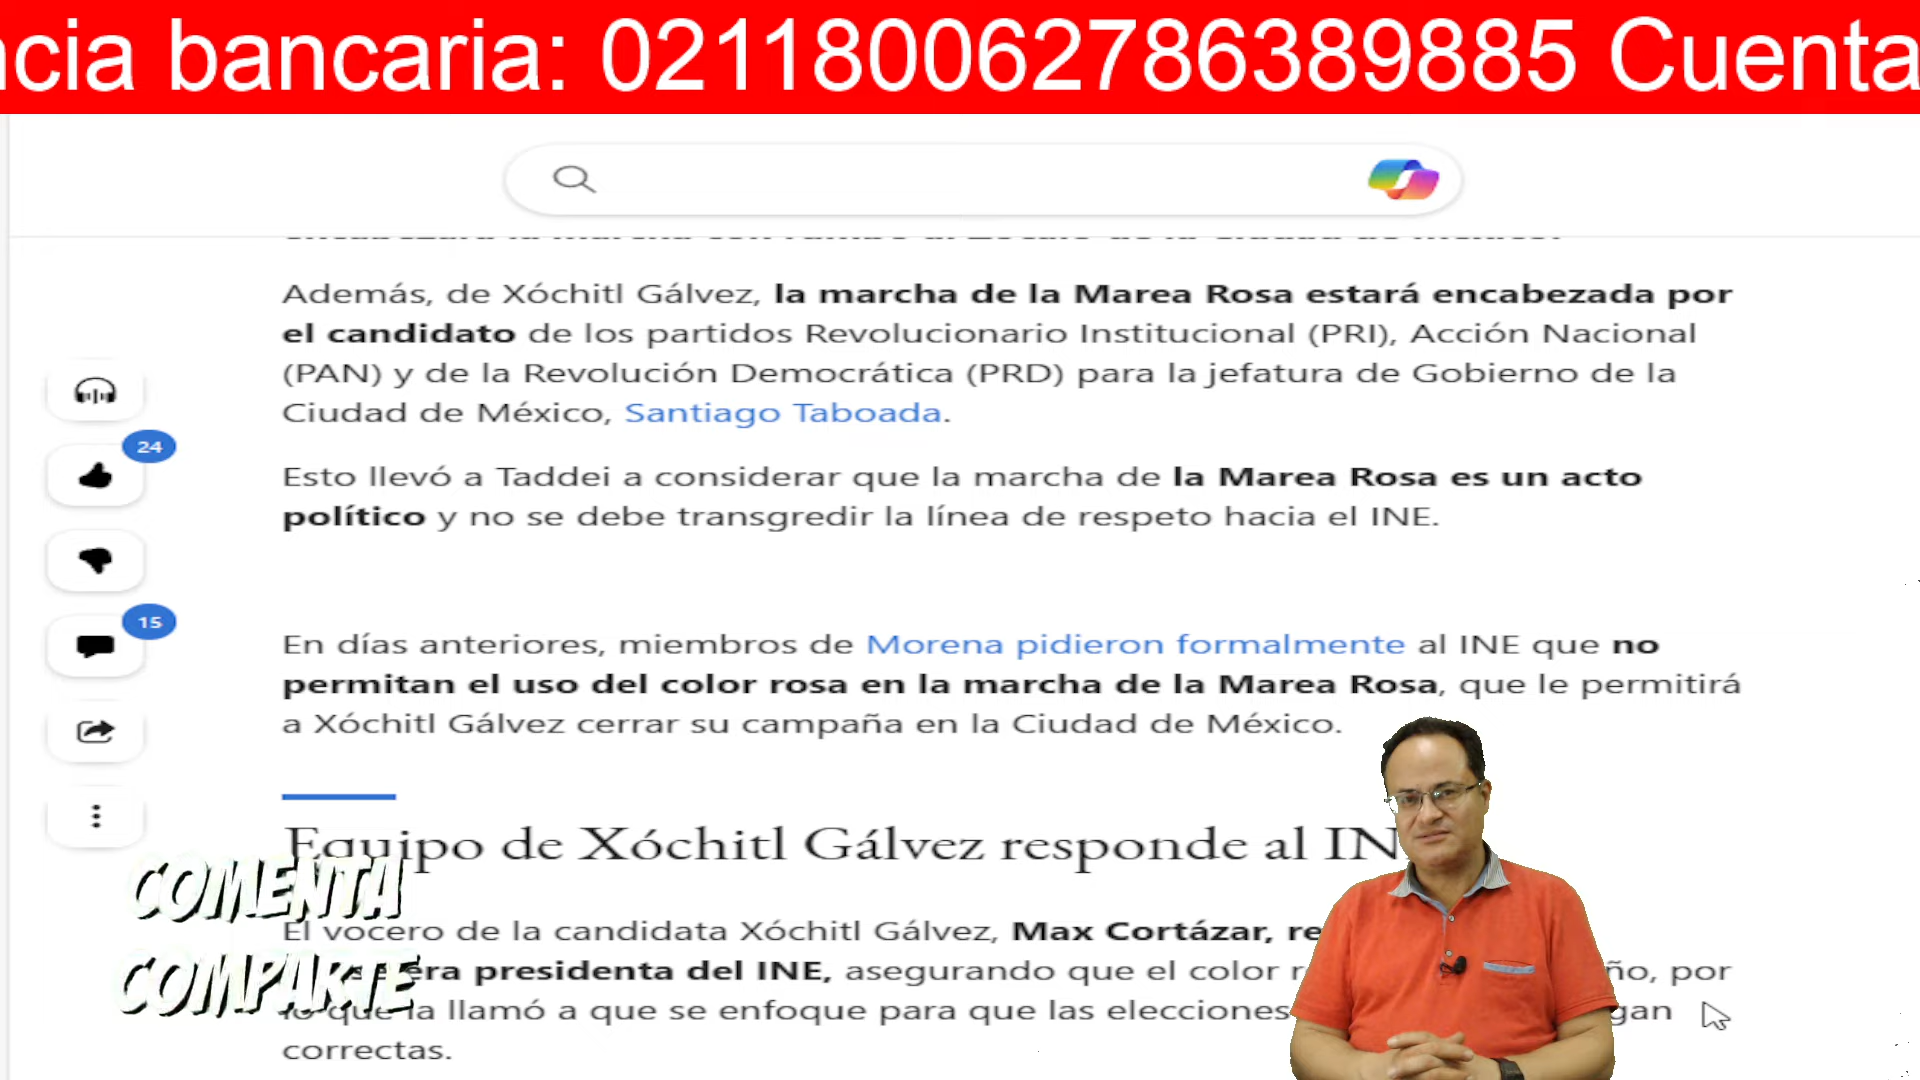 ncia bancaria: 021180062786389885 Cuenta
Además, de Xóchitl Gálvez, la marcha de la Marea Rosa estará encabezada por
el candidato de los partidos Revolucionario Institucional (PRI), Acción Nacional
(PAN) y de la Revolución Democrática (PRD) para la jefatura de Gobierno de la
Ciudad de México, Santiago Taboada.
24
Esto llevó a Taddei a considerar que la marcha de la Marea Rosa es un acto
político y no se debe transgredir la línea de respeto hacia el INE.
15
En días anteriores, miembros de Morena pidieron formalmente al INE que no
permitan el uso del color rosa en la marcha de la Marea Rosa, que le permitirá
a Xóchitl Gálvez cerrar su campaña en la Ciudad de México.
Equipo de Xóchitl Gálvez responde al IN
COMENTA
El vocero de la candidata Xóchitl Gálvez, Max Cortázar, re
COMPARTE
era presidenta del INE, asegurando que el color r ño, por
lo que la llamó a que se enfoque para que las elecciones gan
correctas.